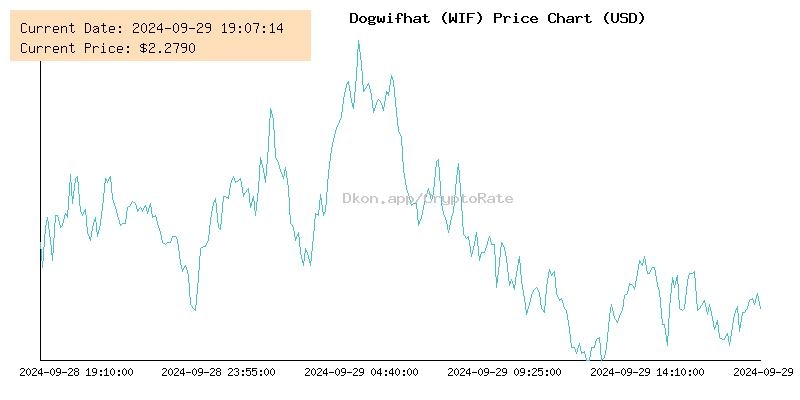 Dogwifhat (WIF) Price Chart (USD)
Current Date: 2024-09-29 19:07:14
Current Price: $2.2790
Dkon.app/CryptoRate
2024-09-28 19:10:00
2024-09-28 23:55:00
2024-09-29 04:40:00
2024-09-29 09:25:00
2024-09-29 14:10:00
2024-09-29